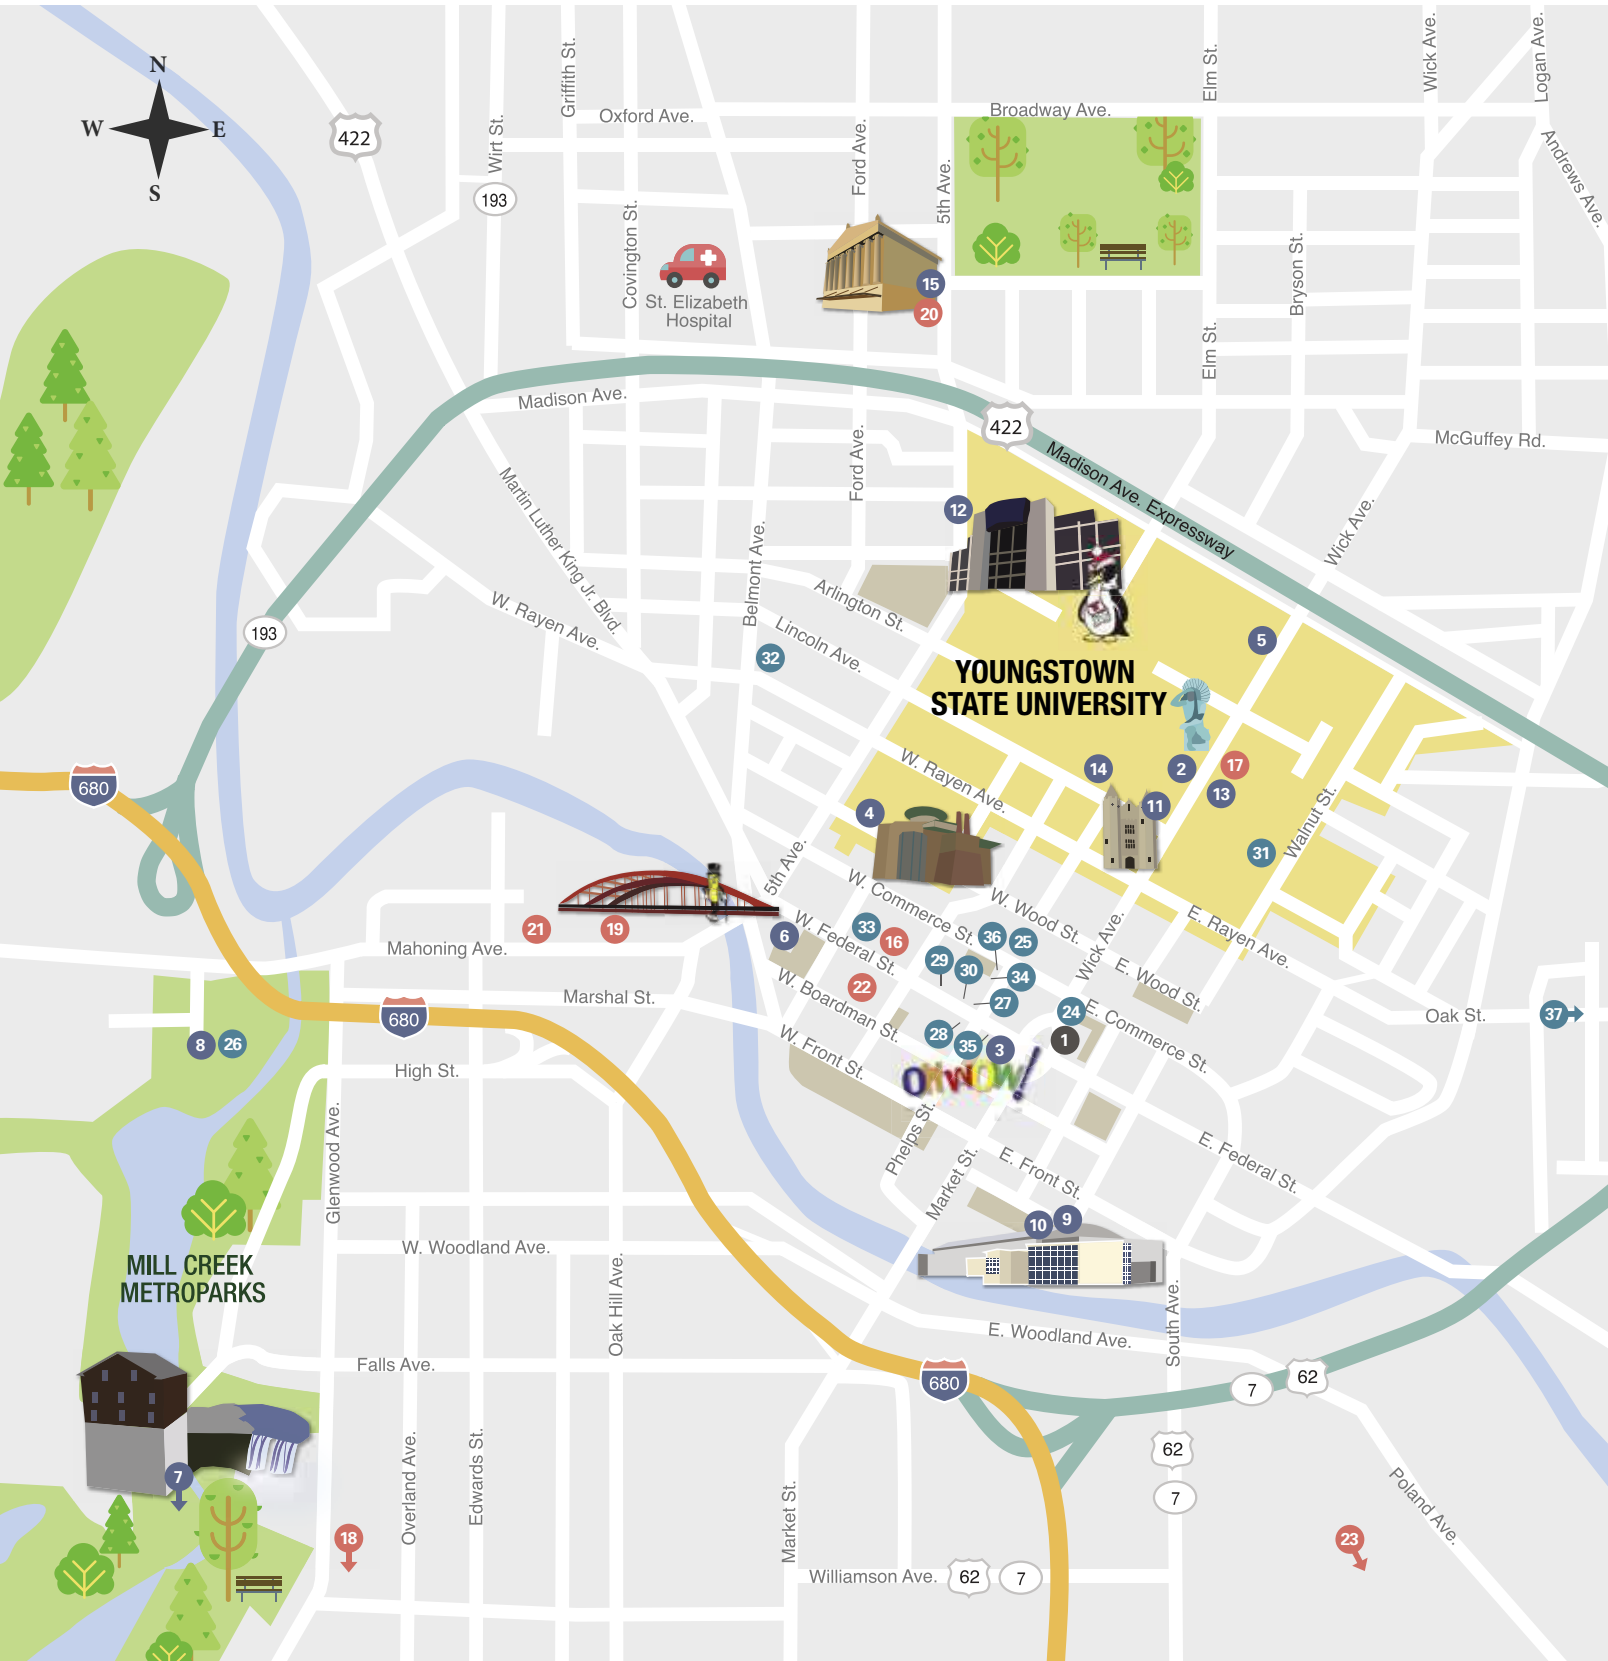 N
W
E
S
422
193
Wirt St.
Griffith St.
Oxford Ave.
Covington St.
St. Elizabeth
Hospital
Ford Ave.
5th Ave.
Broadway Ave.
Elm St.
Wick Ave.
Logan Ave.
Andrews Ave.
Bryson St.
Elm St.
15
20
Madison Ave.
422
Madison Ave. Expressway
McGuffey Rd.
Wick Ave.
Martin Luther King Jr. Blvd.
Ford Ave.
12
Belmont Ave.
Arlington St.
Lincoln Ave.
W. Rayen Ave.
193
32
5
YOUNGSTOWN
STATE UNIVERSITY
680
W. Rayen Ave.
14
2
17
13
11
4
31
Walnut St.
5th Ave.
W. Commerce St.
W. Wood St.
E. Rayen Ave.
21
19
6
33
16
W. Federal St.
36
25
Wick Ave.
Mahoning Ave.
29
30
34
E. Wood St.
22
W. Boardman St.
27
Marshal St.
24
E. Commerce St.
Oak St.
37
680
8
26
28
35
3
1
W. Front St.
OHWOW!
High St.
Glenwood Ave.
Phelps St.
Market St.
E. Front St.
E. Federal St.
10
9
MILL CREEK
METROPARKS
W. Woodland Ave.
Oak Hill Ave.
E. Woodland Ave.
South Ave.
Falls Ave.
680
7
62
7
Overland Ave.
Edwards St.
Market St.
62
7
Poland Ave.
18
23
Williamson Ave.
62
7